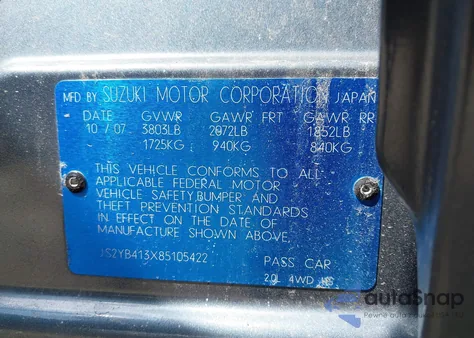 MFD BY SUZUKI MOTOR CORPORATION JAPAN
DATE GVWR GAWR FRT GAWR RR
10 / 07 3803LB 2072LB 1852LB
1725KG 940KG 840KG
THIS VEHICLE CONFORMS TO ALL
APPLICABLE FEDERAL MOTOR
VEHICLE SAFETY,BUMPER AND
THEFT PREVENTION STANDARDS
IN EFFECT ON THE DATE OF
MANUFACTURE SHOWN ABOVE.
JS2YB413X85105422 PASS CAR
2.0L 4WD
autoSnap